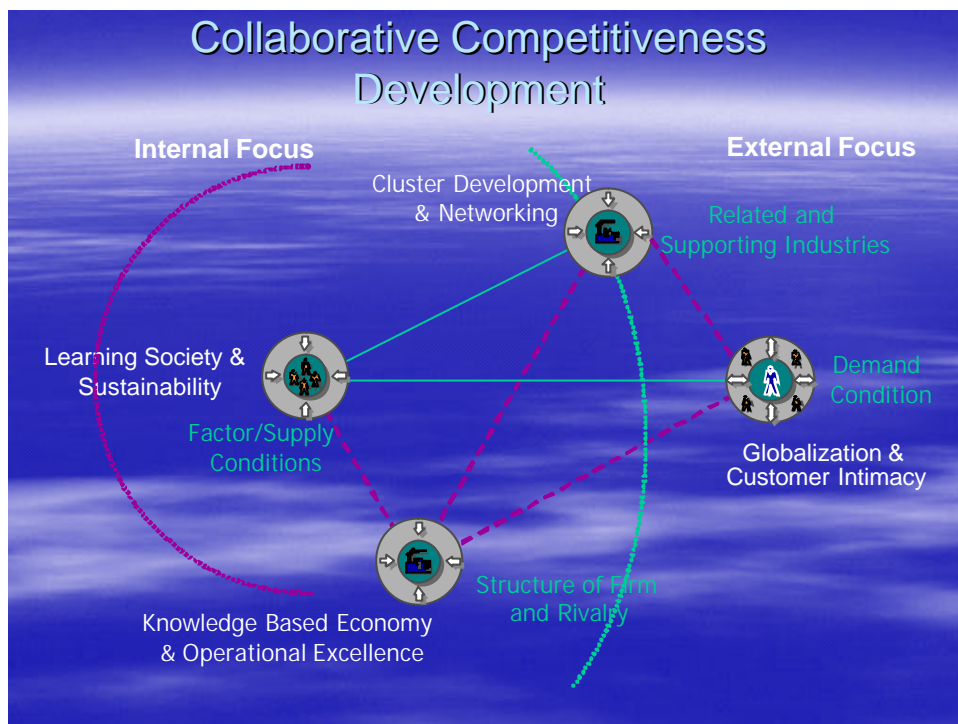 Collaborative Competitiveness
Development
Internal Focus
External Focus
Cluster Development
& Networking
Related and
Supporting Industries
Learning Society &
Sustainability
Demand
Condition
Factor/Supply
Conditions
Globalization &
Customer Intimacy
Structure of Firm
and Rivalry
Knowledge Based Economy
& Operational Excellence